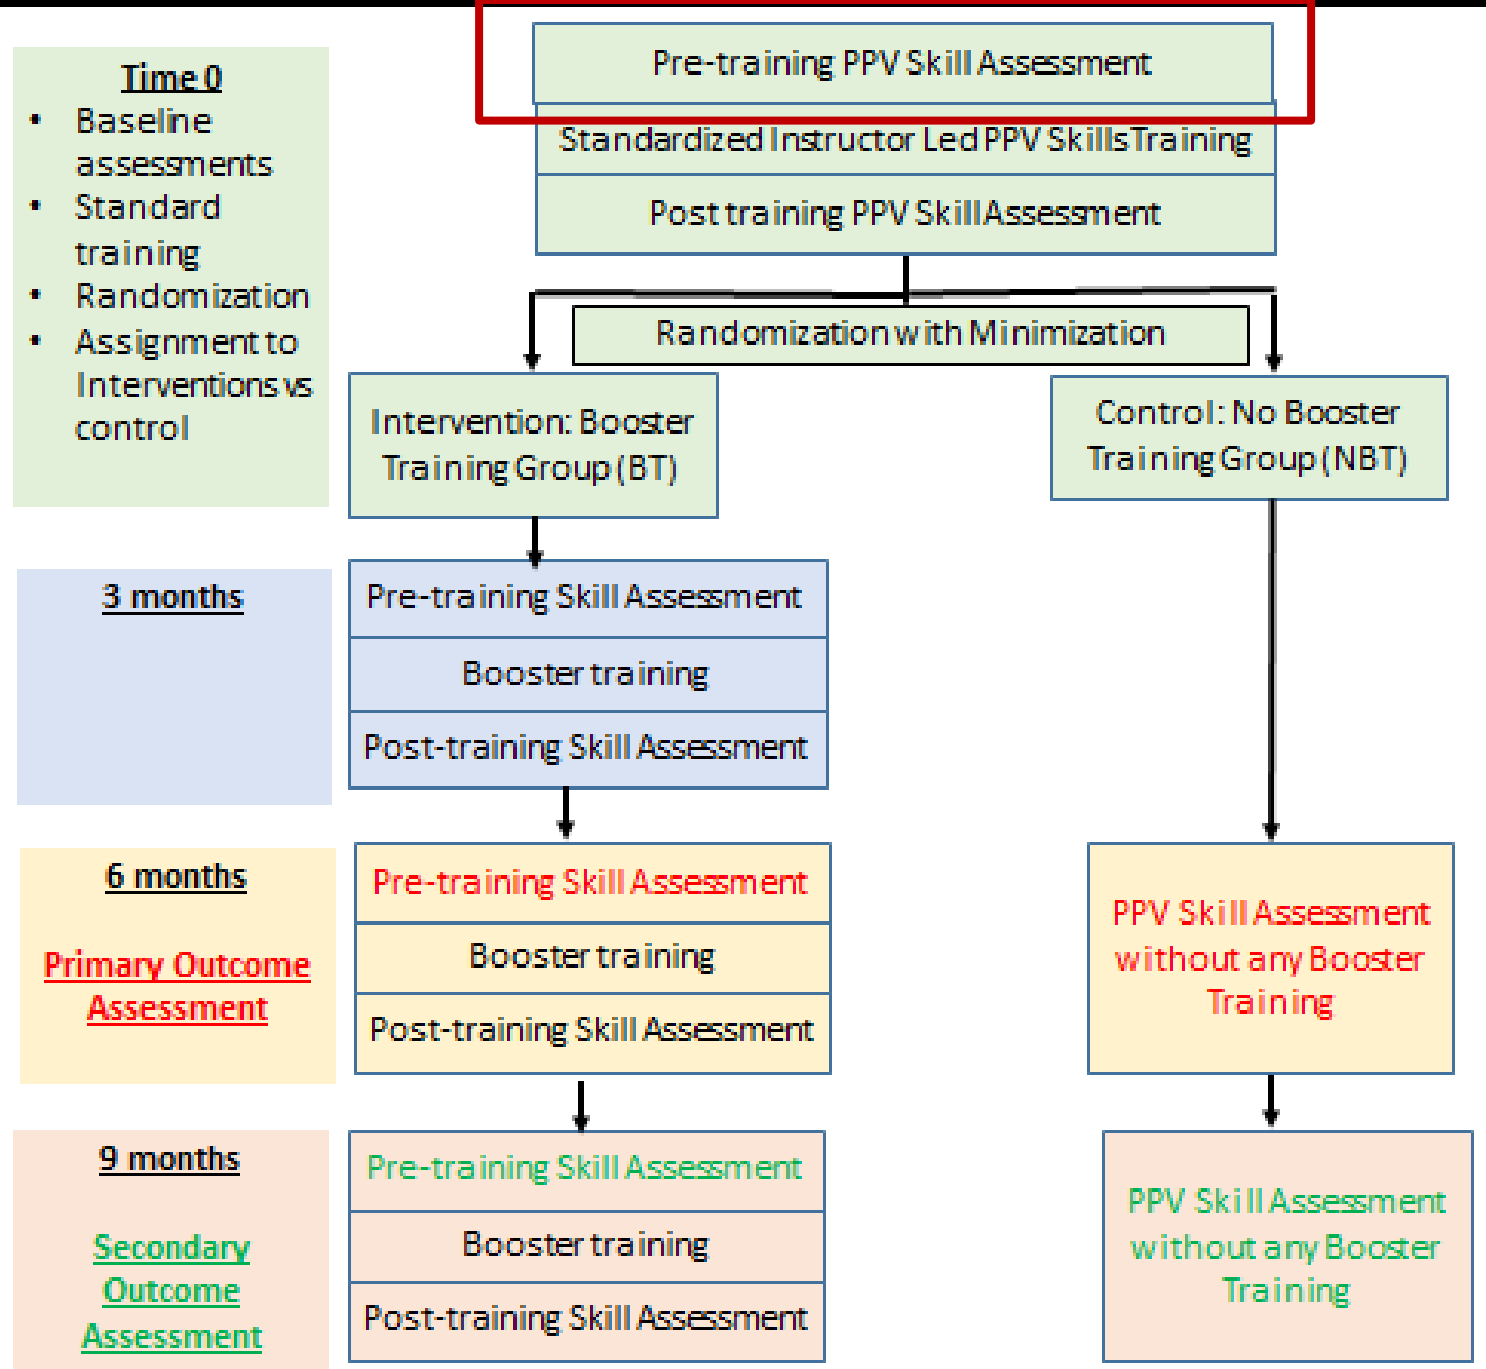 Time 0
• Baseline
assessments
• Standard
training
• Randomization
• Assignment to
Interventions vs
control
Pre-training PPV Skill Assessment
Standardized Instructor Led PPV Skills Training
Post training PPV Skill Assessment
Randomization with Minimization
Intervention: Booster
Training Group (BT)
Control: No Booster
Training Group (NBT)
3 months
Pre-training Skill Assessment
Booster training
Post-training Skill Assessment
6 months
Primary Outcome
Assessment
Pre-training Skill Assessment
Booster training
Post-training Skill Assessment
PPV Skill Assessment
without any Booster
Training
9 months
Secondary
Outcome
Assessment
Pre-training Skill Assessment
Booster training
Post-training Skill Assessment
PPV Skill Assessment
without any Booster
Training